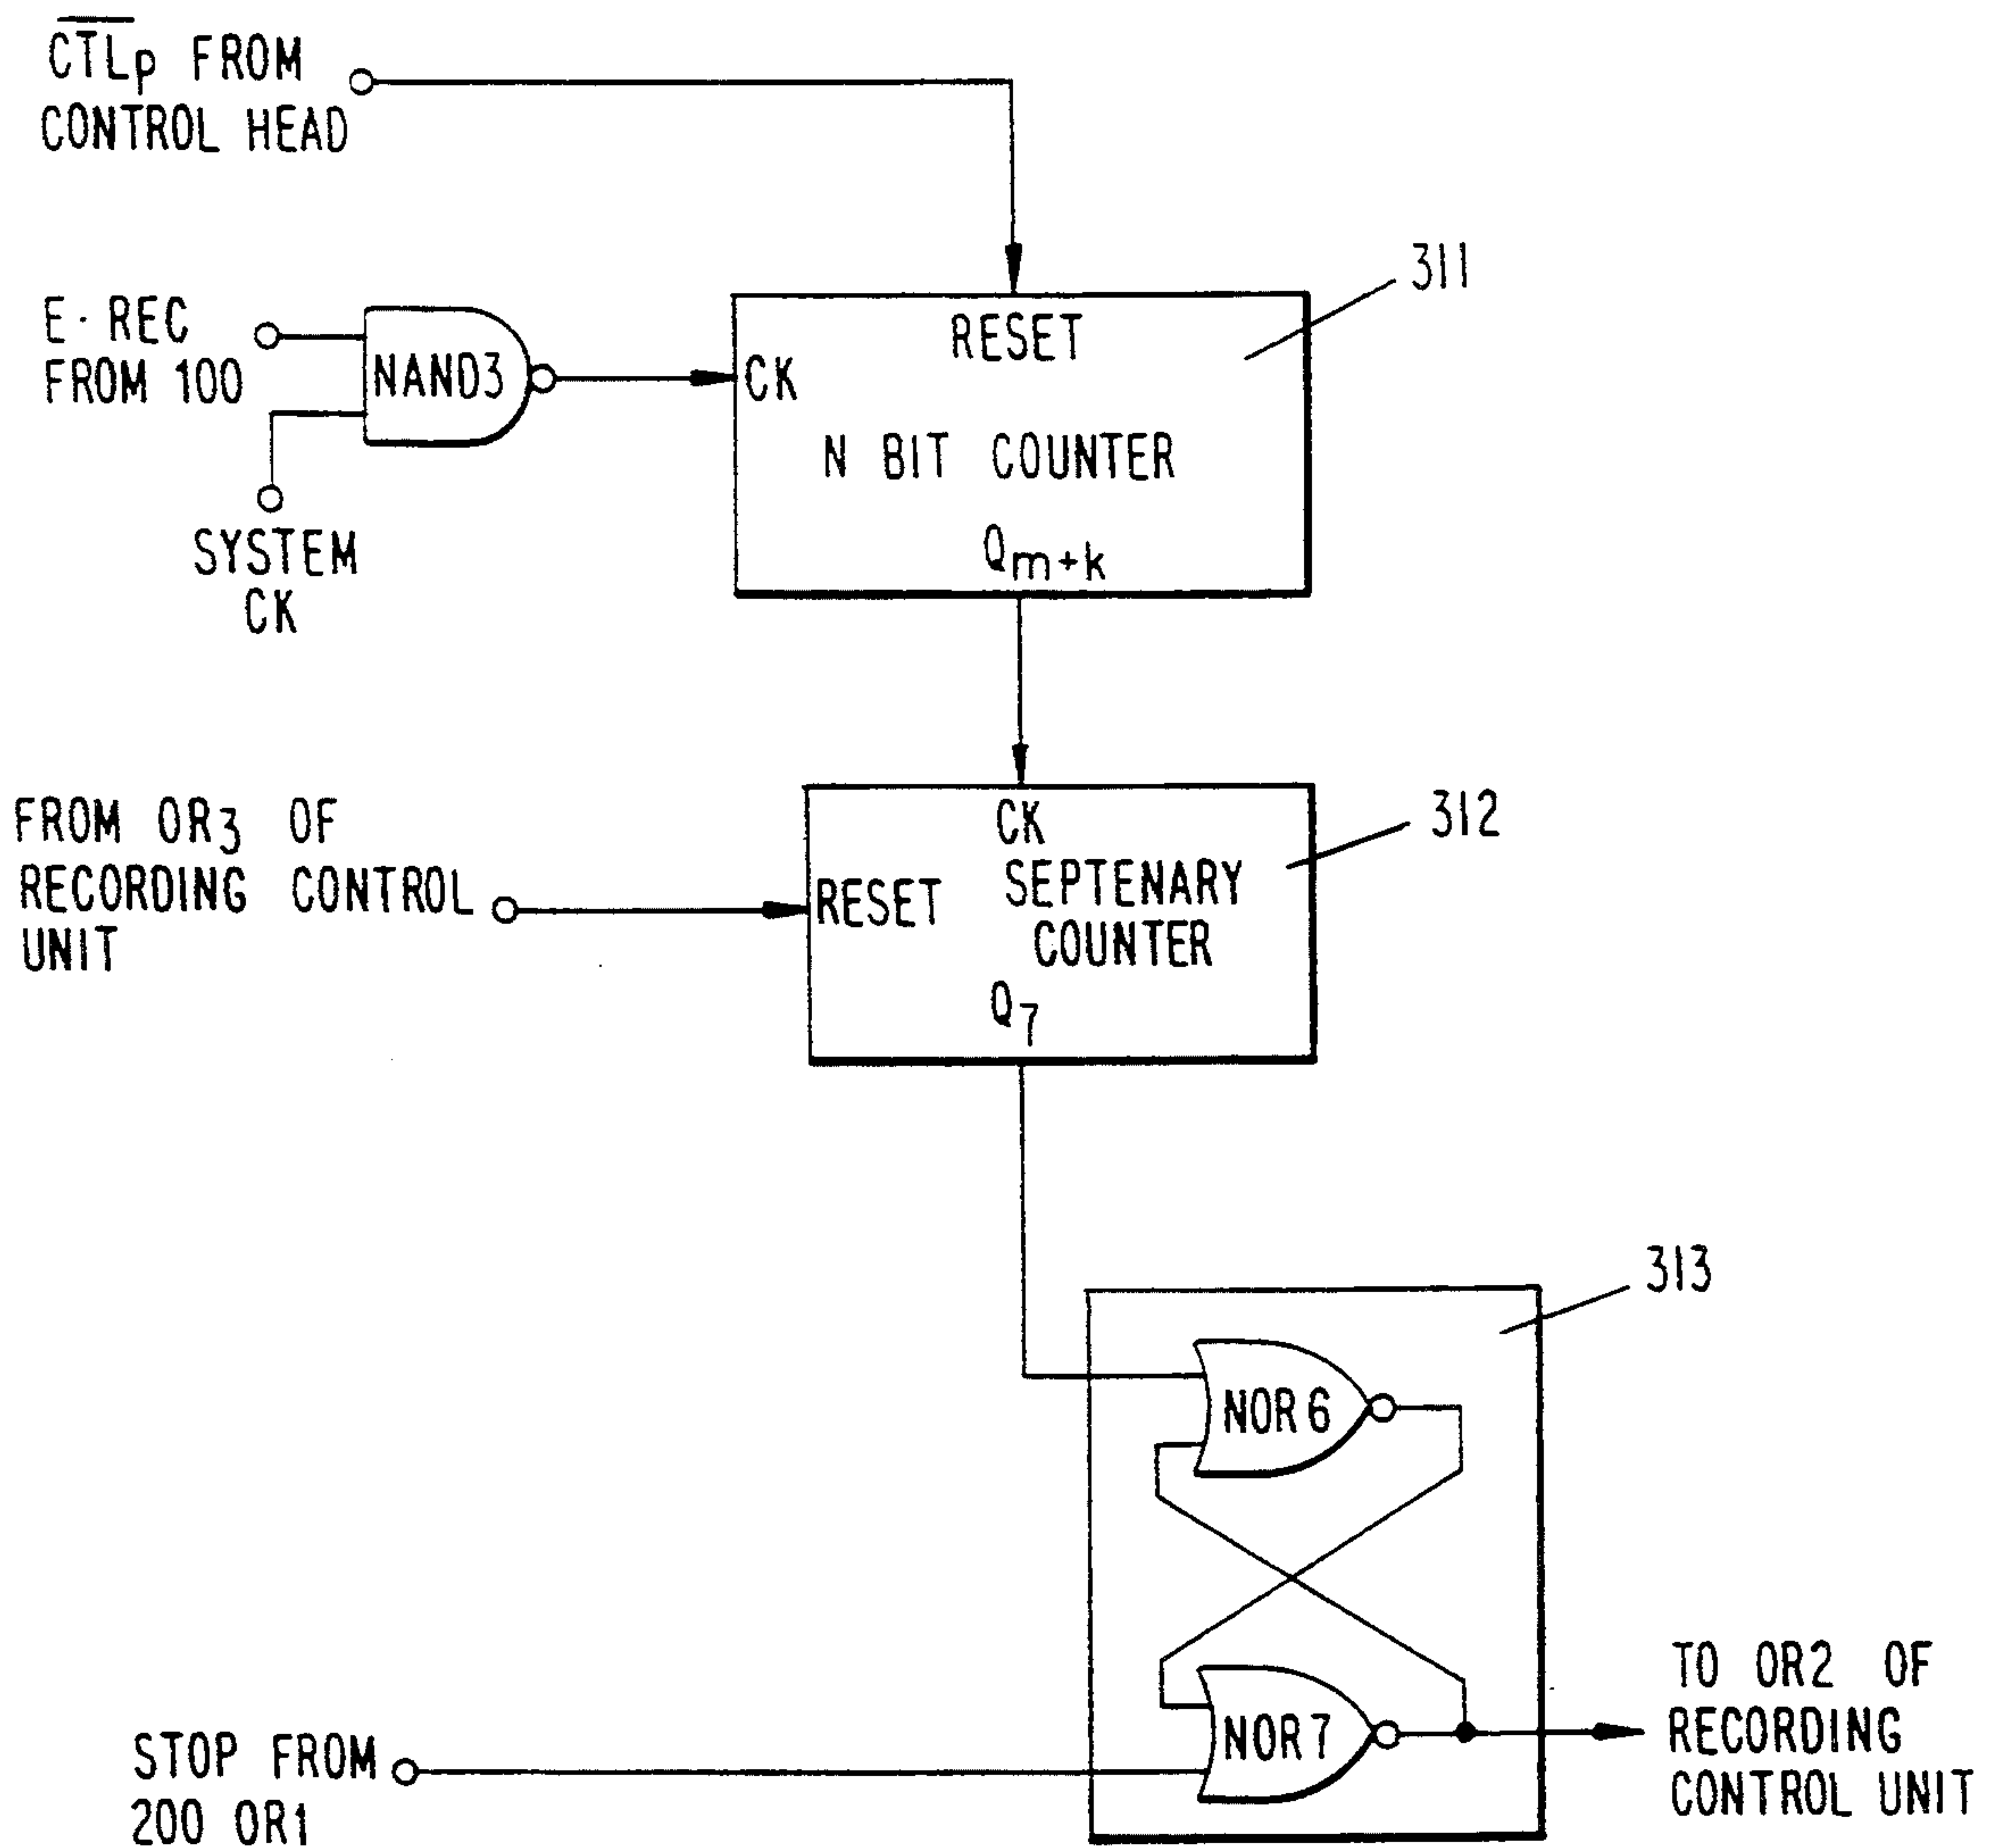 CTLp FROM
CONTROL HEAD
311
E· REC
FROM 100
NAND3
RESET
CK
N BIT COUNTER
Qm+k
SYSTEM
CK
FROM OR3 OF
RECORDING CONTROL
UNIT
312
CK
RESET
SEPTENARY
COUNTER
Q7
313
NOR6
NOR7
STOP FROM
200 OR1
TO OR2 OF
RECORDING
CONTROL UNIT